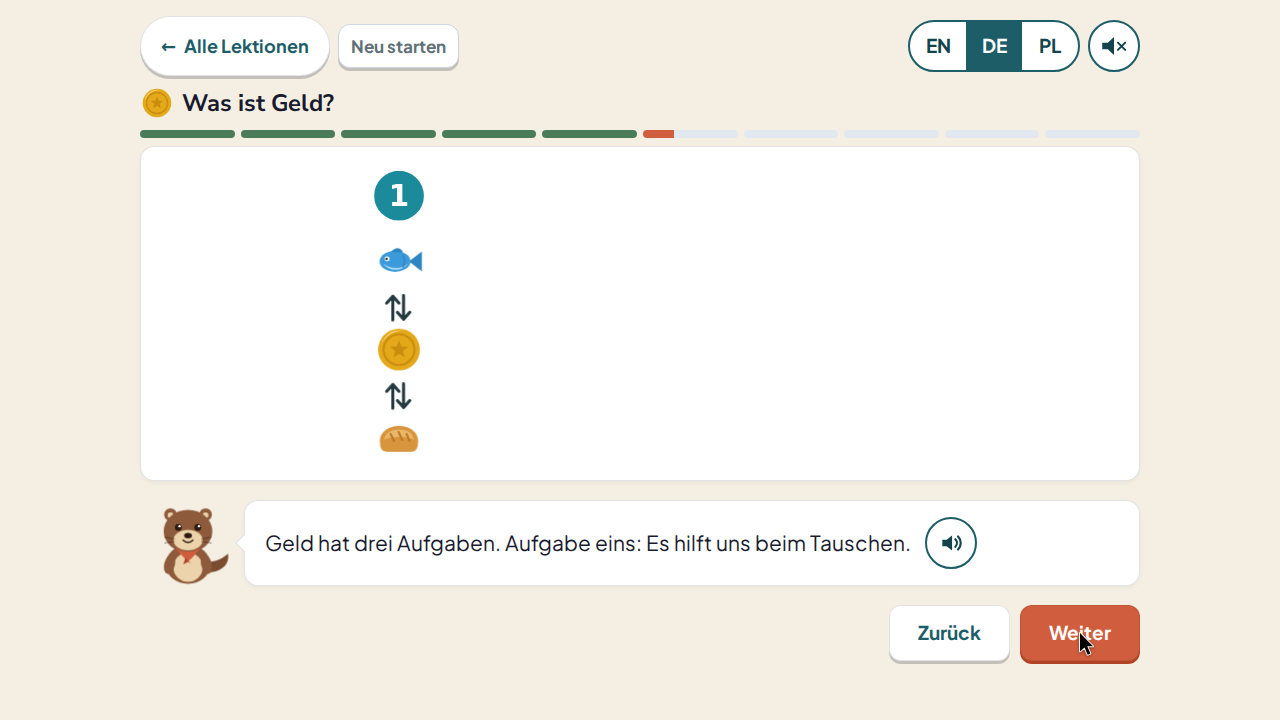 ← Alle Lektionen
Neu starten
EN DE PL
Was ist Geld?
1
Geld hat drei Aufgaben. Aufgabe eins: Es hilft uns beim Tauschen.
Zurück
Weiter